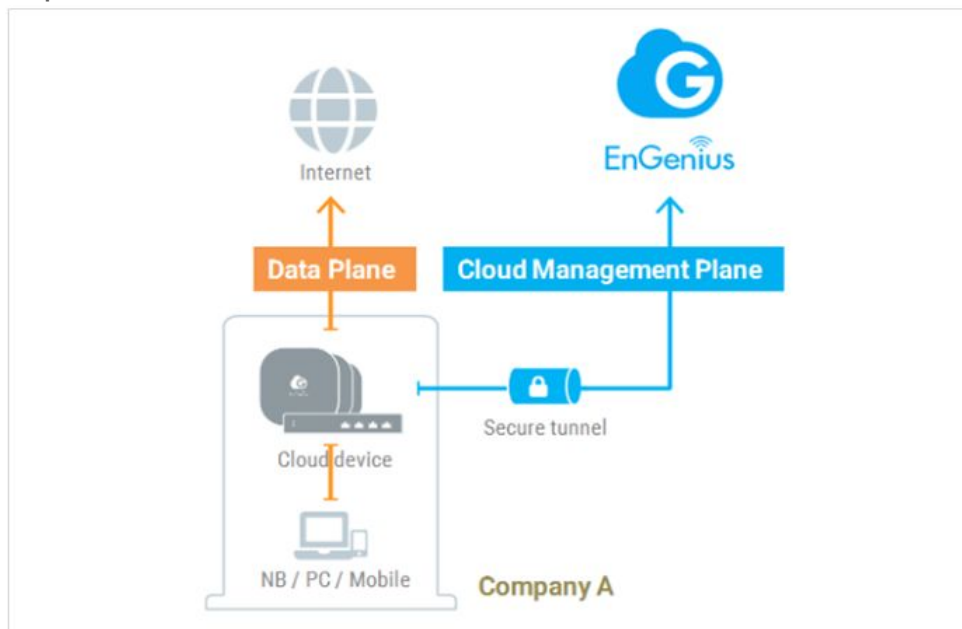 Internet
G
EnGenius
Data Plane
Cloud Management Plane
Secure tunnel
Cloud device
NB / PC / Mobile
Company A